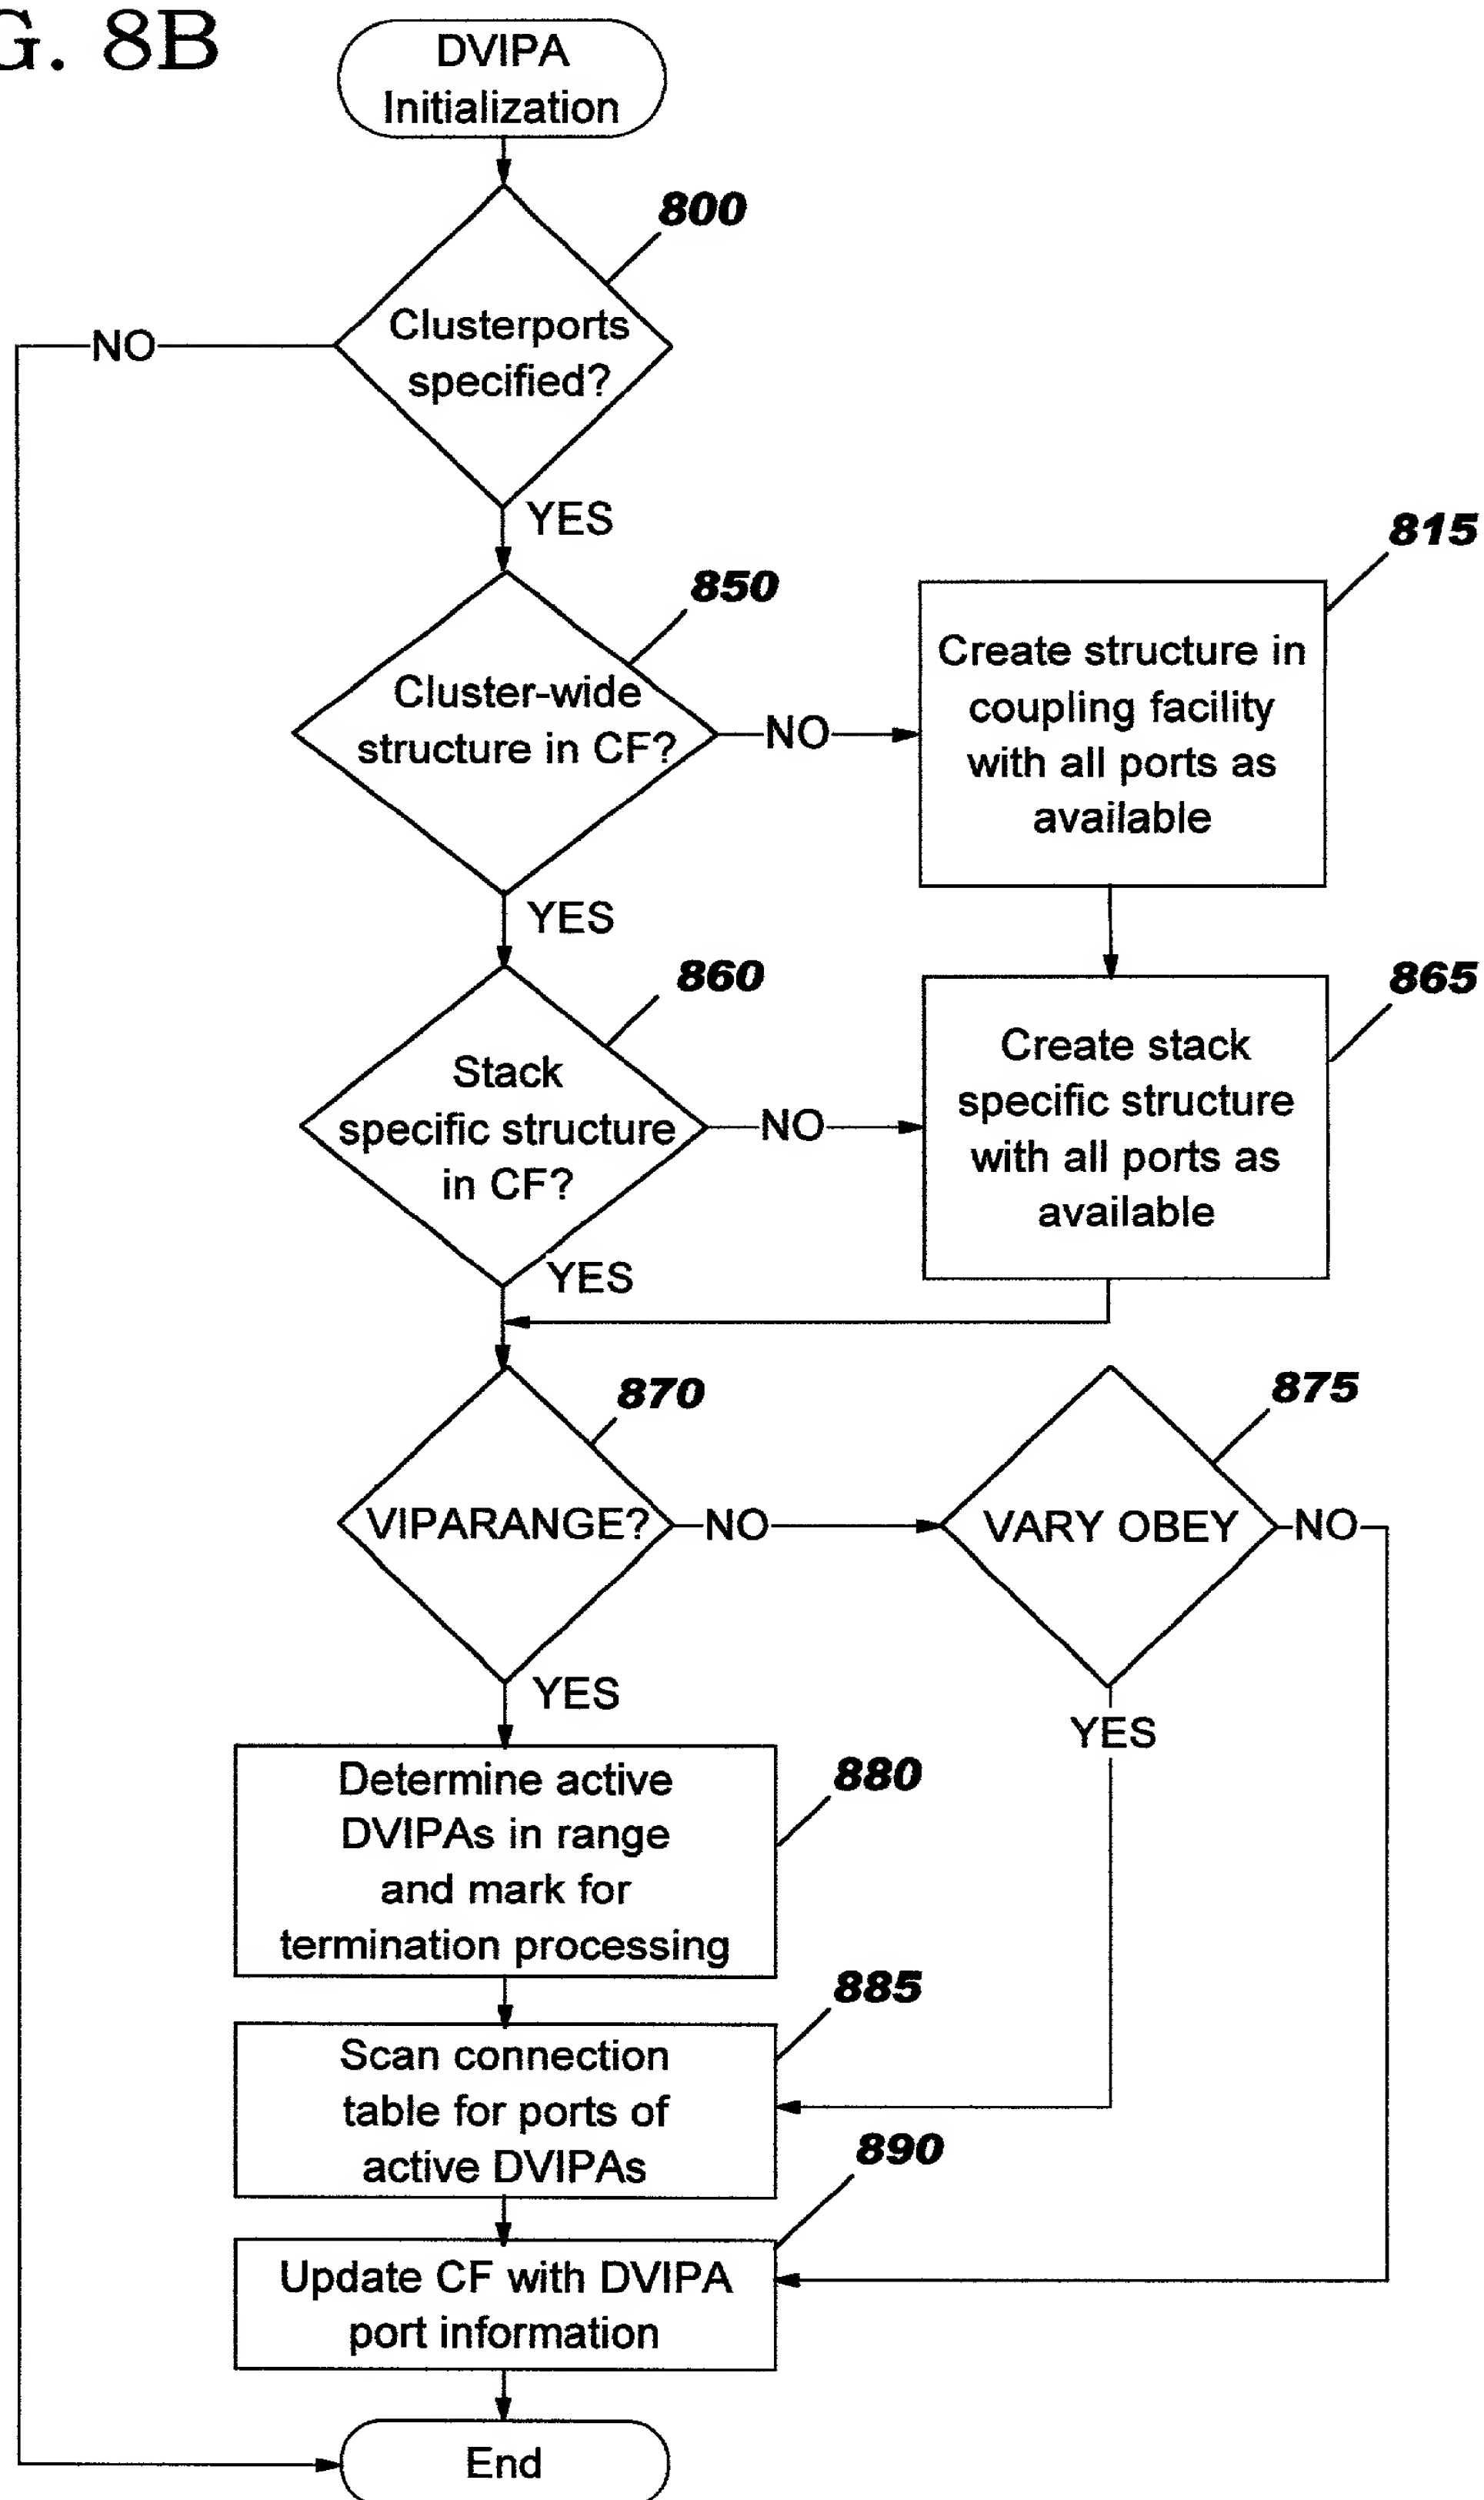 G. 8B
DVIPA
Initialization
800
Clusterports
specified?
NO
YES
850
815
Cluster-wide
structure in CF?
NO
Create structure in
coupling facility
with all ports as
available
YES
860
865
Stack
specific structure
in CF?
NO
Create stack
specific structure
with all ports as
available
YES
870
875
VIPARANGE?
NO
VARY OBEY
NO
YES
YES
880
Determine active
DVIPAs in range
and mark for
termination processing
885
Scan connection
table for ports of
active DVIPAs
890
Update CF with DVIPA
port information
End